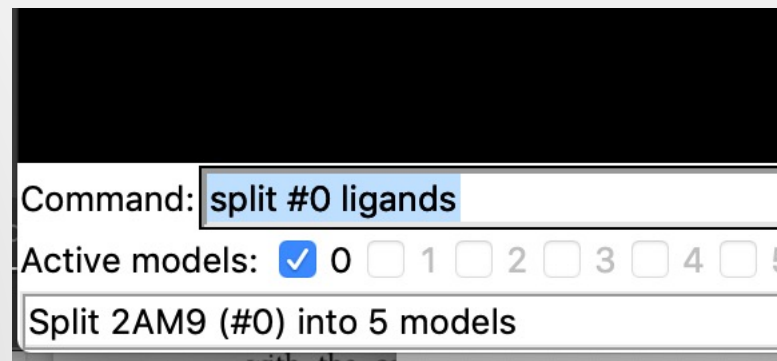 Command: split #0 ligands
Active models: 0 1 2 3 4
Split 2AM9 (#0) into 5 models